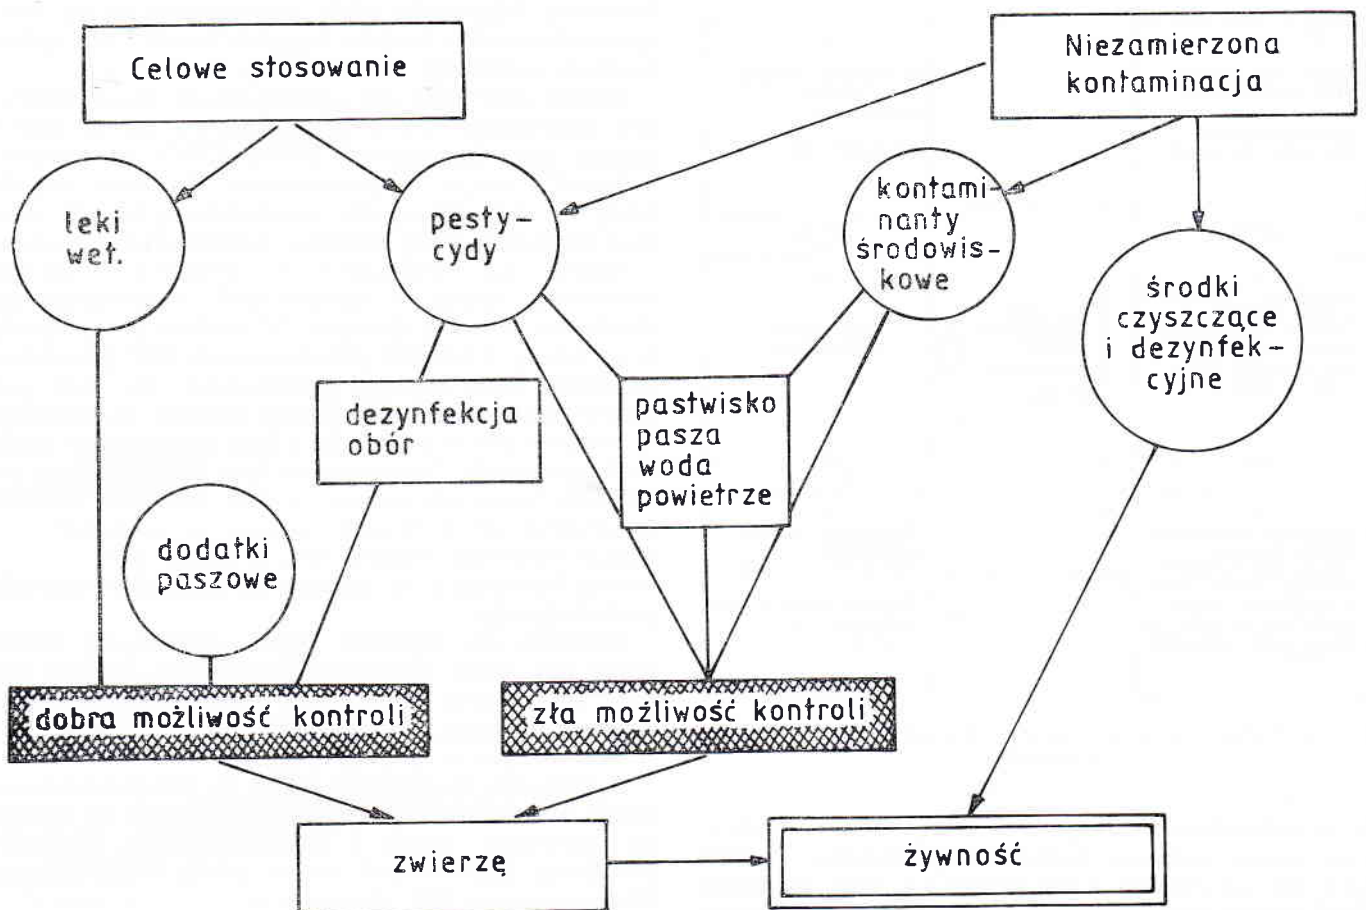 Celowe stosowanie
Niezamierzona
kontaminacja
leki
wet.
pesty-
cydy
kontami-
nanty
środowis-
kowe
środki
czyszczące
i dezynfek-
cyjne
dezynfekcja
obór
pastwisko
pasza
woda
powietrze
dodatki
paszowe
dobra możliwość kontroli
zła możliwość kontroli
zwierzę
żywność